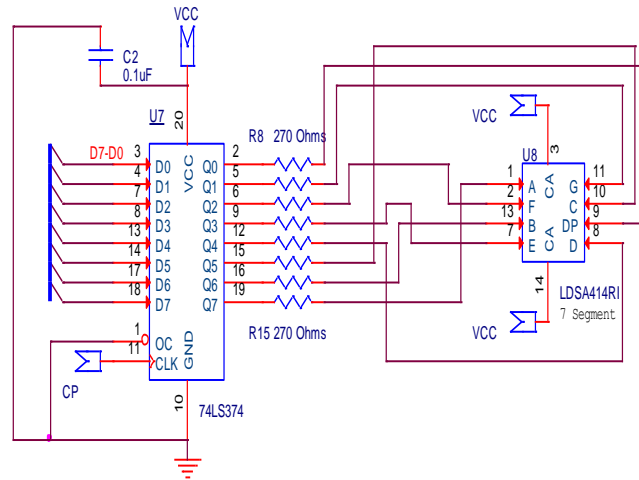 VCC
C2
0.1uF
U7
20
R8 270 Ohms
VCC
3
U8
D7-D0
3 D0 VCC Q0 2
4 D1 Q1 5
7 D2 Q2 6
8 D3 Q3 9
13 D4 Q4 12
14 D5 Q5 15
17 D6 Q6 16
18 D7 Q7 19
1 A CA G 11
2 F C 10
13 B CA DP 9
7 E D 8
14
LDSA414RI
7 Segment
VCC
R15 270 Ohms
1 OC GND
11 CLK
CP
10
74LS374